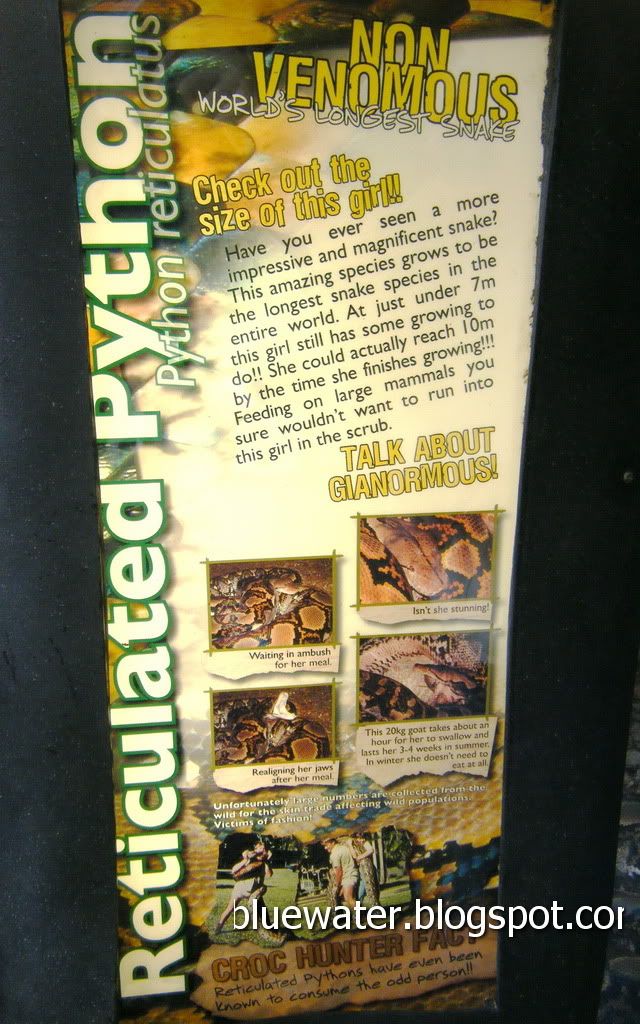 Reticulated Python
Python reticulatus
NON
VENOMOUS
WORLD'S LONGEST SNAKE
Check out the
size of this girl!!
Have you ever seen a more
impressive and magnificent snake?
This amazing species grows to be
the longest snake species in the
entire world. At just under 7m
this girl still has some growing to
do!! She could actually reach 10m
by the time she finishes growing!!!
Feeding on large mammals you
sure wouldn't want to run into
this girl in the scrub.
TALK ABOUT
GIANORMOUS!
Isn't she stunning!
Waiting in ambush
for her meal.
This 20kg goat takes about an
hour for her to swallow and
lasts her 3-4 weeks in summer.
In winter she doesn't need to
eat at all.
Realigning her jaws
after her meal.
Unfortunately large numbers are collected from the
wild for the skin trade affecting wild populations.
Victims of fashion!
bluewater.blogspot.com
CROC HUNTER FACT
Reticulated Pythons have even been
known to consume the odd person!!